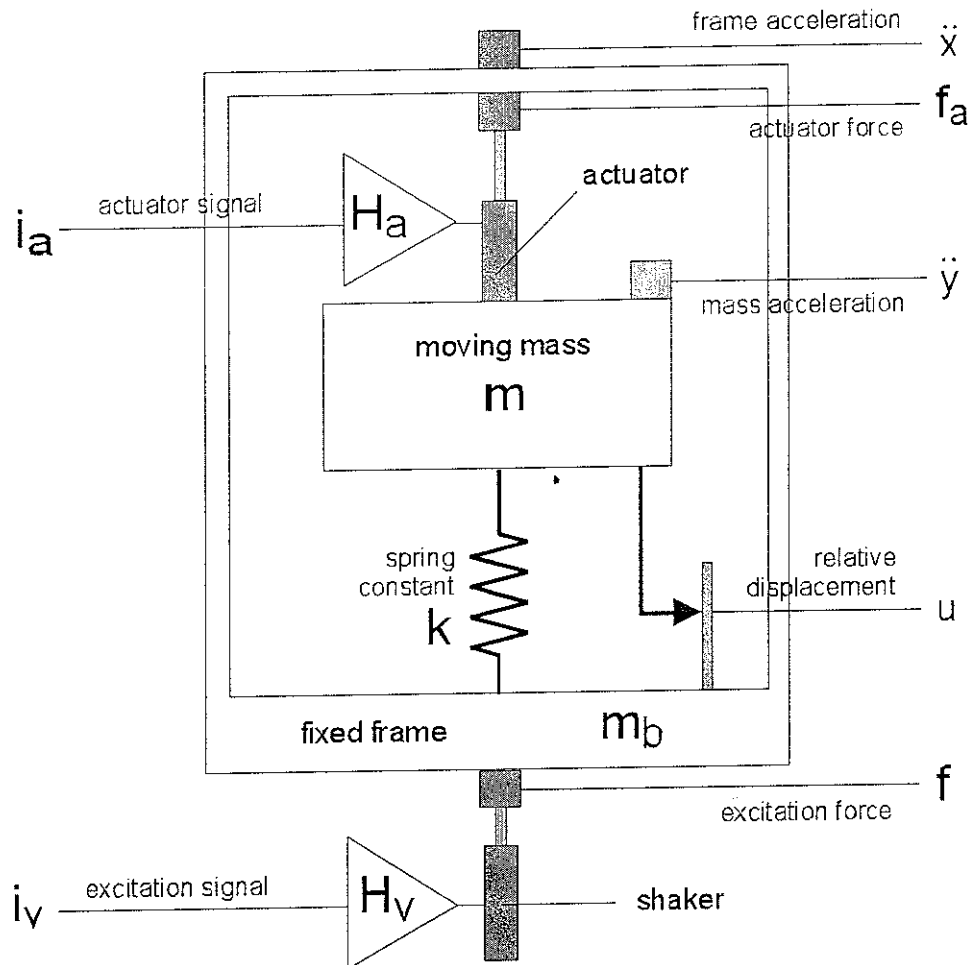 frame acceleration
ẍ
fₐ
actuator force
actuator
actuator signal
iₐ
Hₐ
ÿ
mass acceleration
moving mass
m
spring
constant
k
relative
displacement
u
fixed frame
m_b
f
excitation force
excitation signal
iᵥ
Hᵥ
shaker